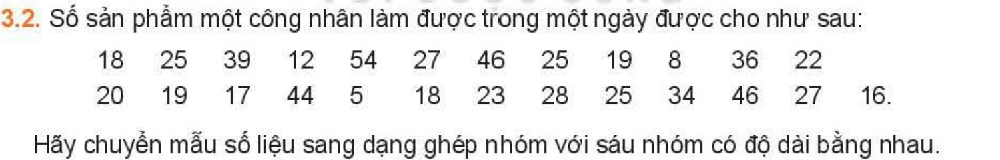 3.2. Số sản phẩm một công nhân làm được trong một ngày được cho như sau:
18 25 39 12 54 27 46 25 19 8 36 22
20 19 17 44 5 18 23 28 25 34 46 27 16.
Hãy chuyển mẫu số liệu sang dạng ghép nhóm với sáu nhóm có độ dài bằng nhau.